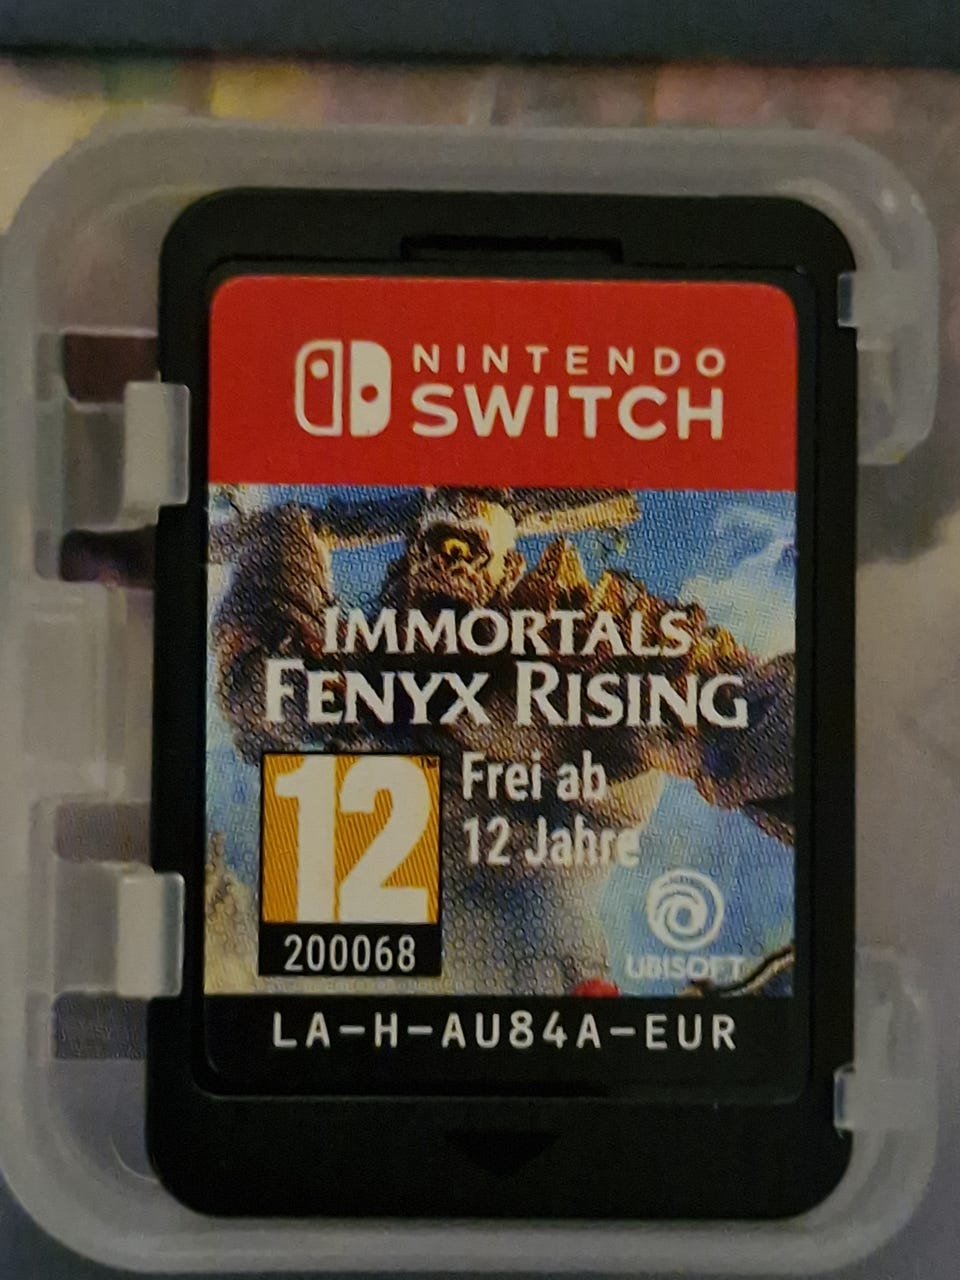 NINTENDO
SWITCH
IMMORTALS
FENYX RISING
12
200068
Frei ab
12 Jahre
UBISOFT
LA-H-AU84A-EUR